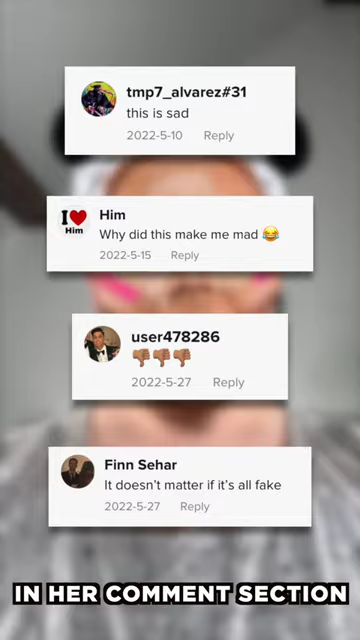 tmp7_alvarez#31
this is sad
2022-5-10 Reply
I ❤️
Him
Him
Why did this make me mad 😂
2022-5-15 Reply
user478286
👎🏽👎🏽👎🏽
2022-5-27 Reply
Finn Sehar
It doesn't matter if it's all fake
2022-5-27 Reply
IN HER COMMENT SECTION